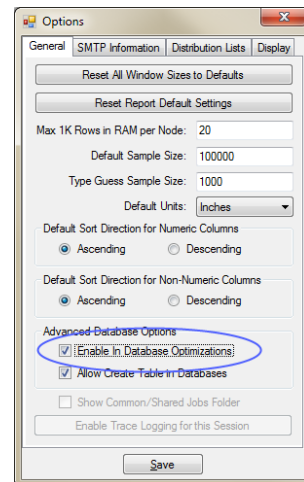 Options
General SMTP Information Distribution Lists Display
Reset All Window Sizes to Defaults
Reset Report Default Settings
Max 1K Rows in RAM per Node: 20
Default Sample Size: 100000
Type Guess Sample Size: 1000
Default Units: Inches
Default Sort Direction for Numeric Columns
Ascending Descending
Default Sort Direction for Non-Numeric Columns
Ascending Descending
Advanced Database Options
Enable In Database Optimizations
Allow Create Table in Databases
Show Common/Shared Jobs Folder
Enable Trace Logging for this Session
Save